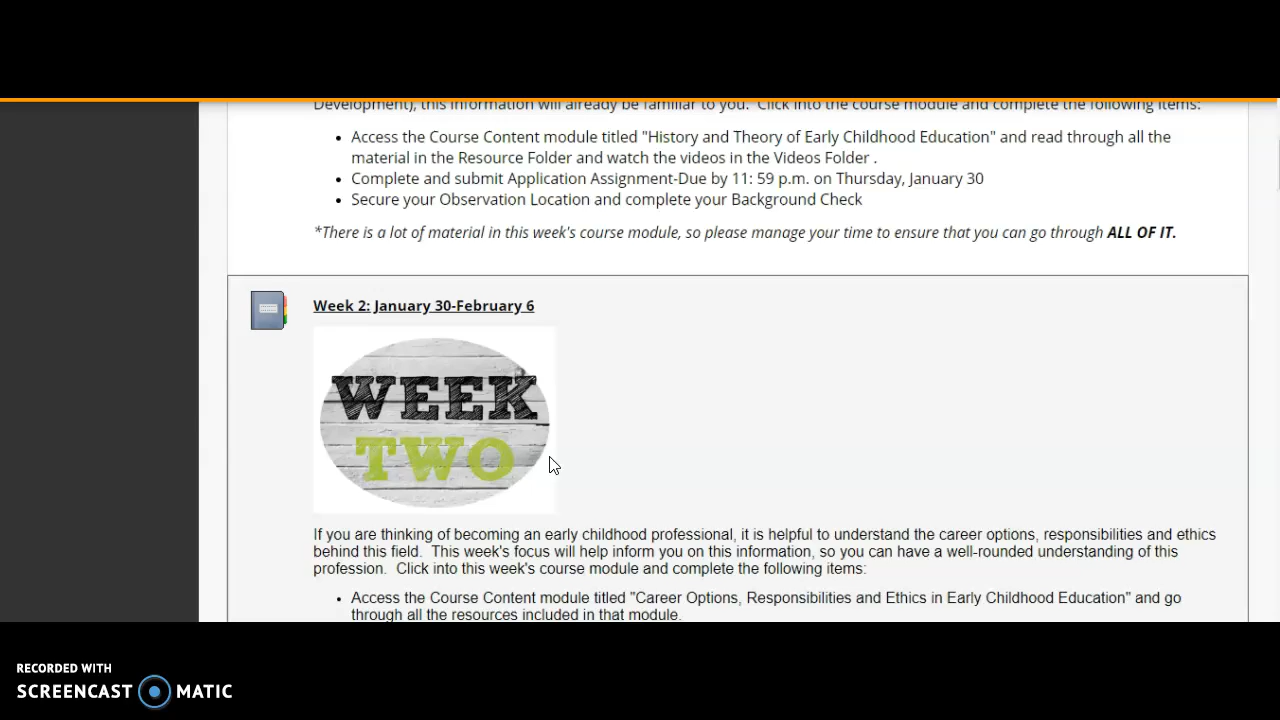 Development), this information will already be familiar to you. Click into the course module and complete the following items:
Access the Course Content module titled "History and Theory of Early Childhood Education" and read through all the
material in the Resource Folder and watch the videos in the Videos Folder .
Complete and submit Application Assignment-Due by 11: 59 p.m. on Thursday, January 30
Secure your Observation Location and complete your Background Check
*There is a lot of material in this week's course module, so please manage your time to ensure that you can go through ALL OF IT.
Week 2: January 30-February 6
WEEK
TWO
If you are thinking of becoming an early childhood professional, it is helpful to understand the career options, responsibilities and ethics
behind this field. This week's focus will help inform you on this information, so you can have a well-rounded understanding of this
profession. Click into this week's course module and complete the following items:
Access the Course Content module titled "Career Options, Responsibilities and Ethics in Early Childhood Education" and go
through all the resources included in that module.
RECORDED WITH
SCREENCAST MATIC